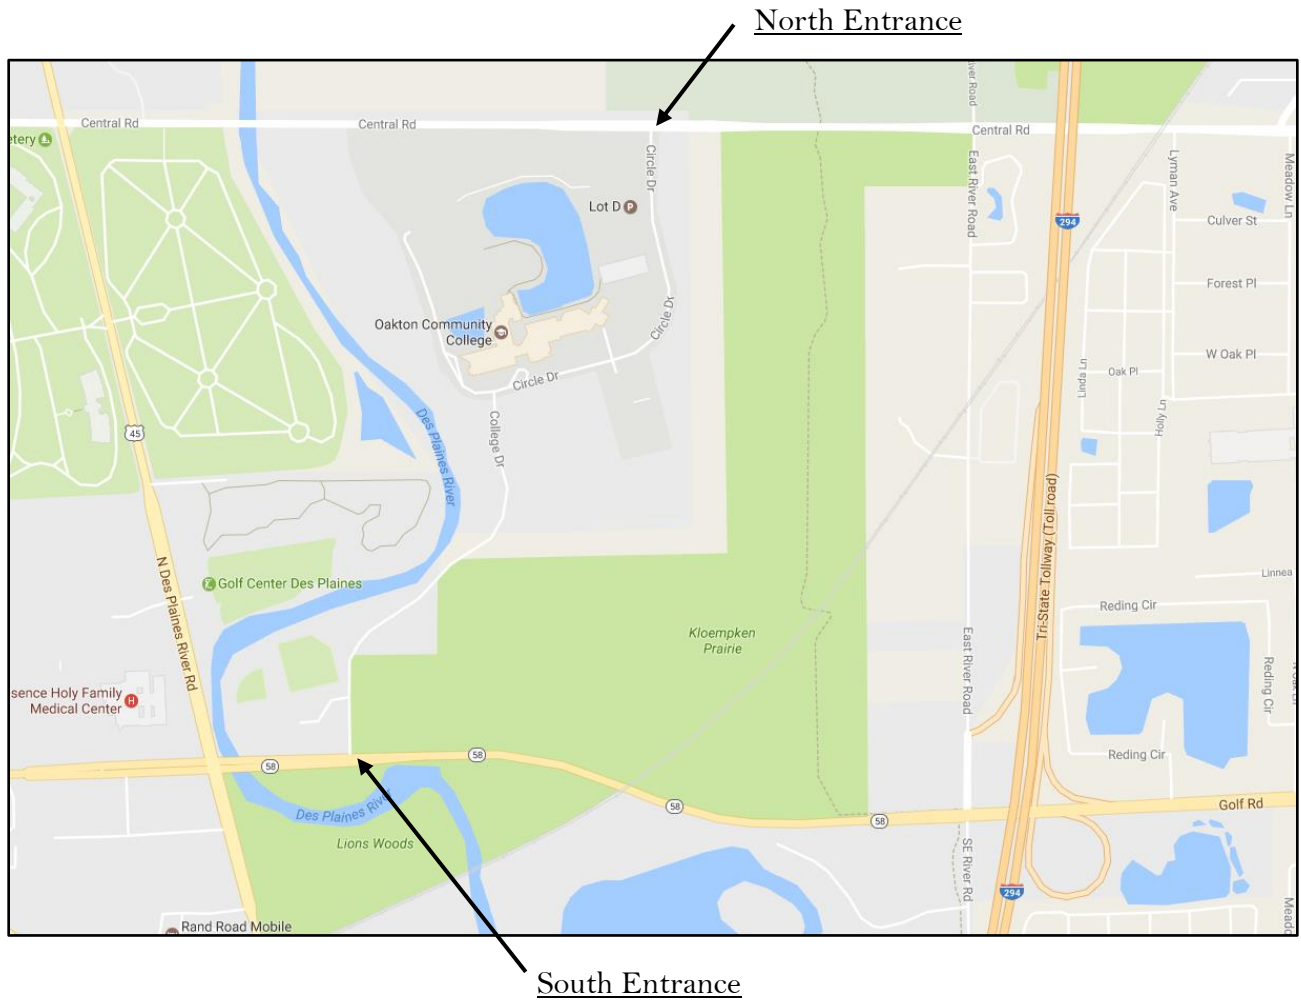 North Entrance
Central Rd
Central Rd
Central Rd
tery
Circle Dr
Lot D
P
East River Road
Lyman Ave
Meadow Ln
Culver St
294
Forest Pl
Oakton Community
College
Circle Dr
Circle Dr
W Oak Pl
Linda Ln
Oak Pl
Holly Ln
45
College Dr
Des Plaines River
Tri-State Tollway (Toll road)
N Des Plaines River Rd
Golf Center Des Plaines
Linnea
Reding Cir
Kloempken
Prairie
East River Road
Reding Cir
sence Holy Family
Medical Center
H
58
58
Reding Cir
58
58
Golf Rd
Des Plaines River
Lions Woods
SE River Rd
294
Rand Road Mobile
South Entrance